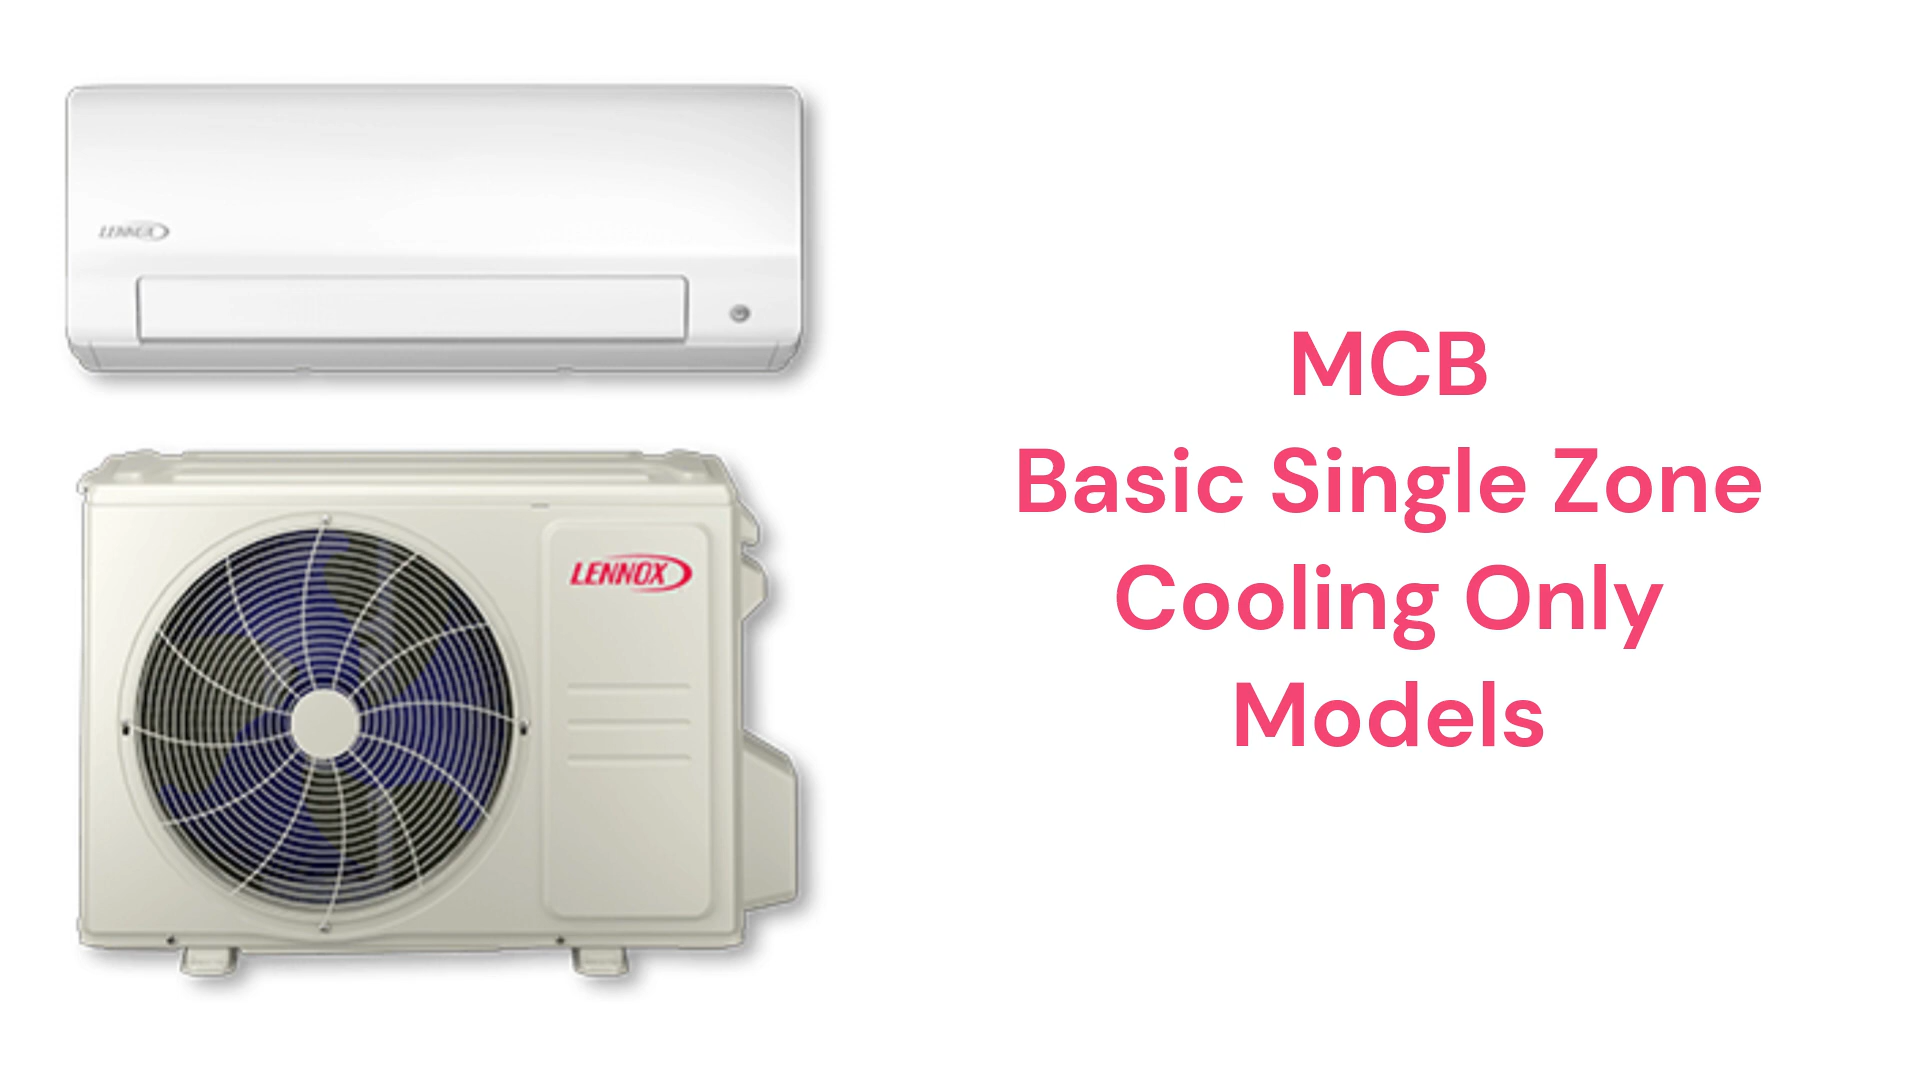 LENNOX
LENNOX
MCB
Basic Single Zone
Cooling Only
Models